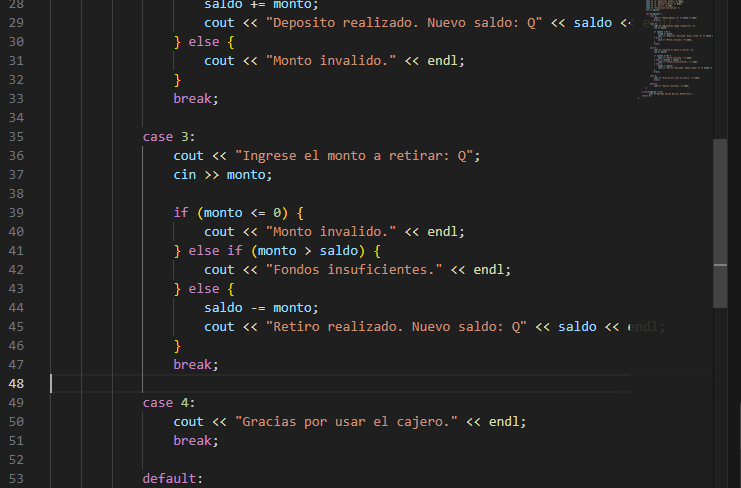 28 saldo += monto;
29 cout << "Deposito realizado. Nuevo saldo: Q" << saldo << endl;
30 } else {
31 cout << "Monto invalido." << endl;
32 }
33 break;
34
35 case 3:
36 cout << "Ingrese el monto a retirar: Q";
37 cin >> monto;
38
39 if (monto <= 0) {
40 cout << "Monto invalido." << endl;
41 } else if (monto > saldo) {
42 cout << "Fondos insuficientes." << endl;
43 } else {
44 saldo -= monto;
45 cout << "Retiro realizado. Nuevo saldo: Q" << saldo << endl;
46 }
47 break;
48
49 case 4:
50 cout << "Gracias por usar el cajero." << endl;
51 break;
52
53 default: